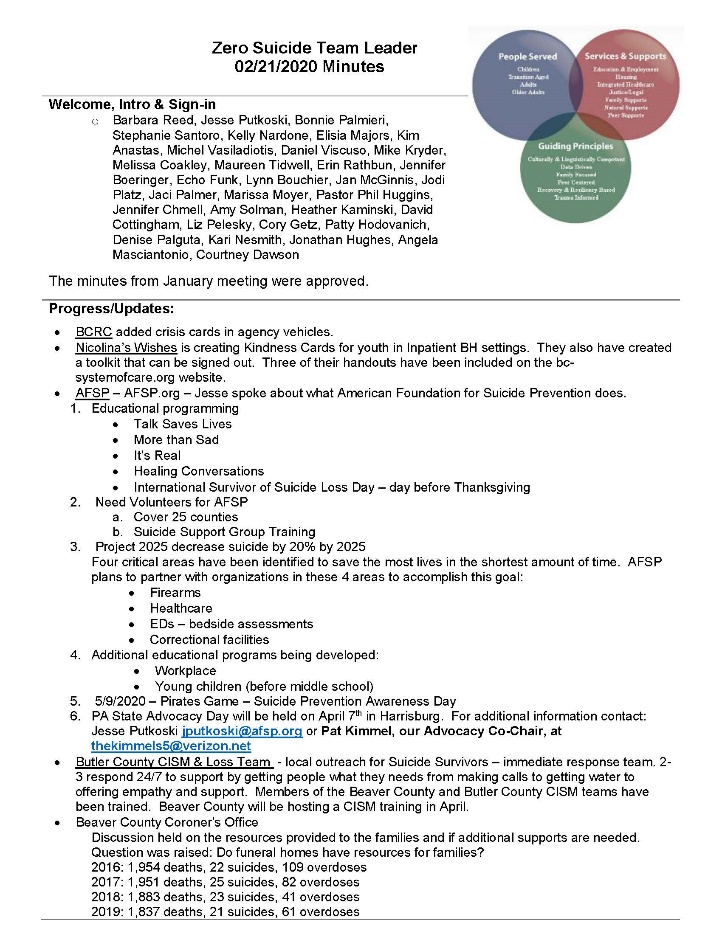 Zero Suicide Team Leader
02/21/2020 Minutes
People Served
Children
Transition Aged
Adults
Older Adults
Services & Supports
Education & Employment
Housing
Integrated Healthcare
Justice/Legal
Family Supports
Natural Supports
Peer Supports
Guiding Principles
Culturally & Linguistically Competent
Data Driven
Family Focused
Peer Centered
Recovery & Resiliency Based
Trauma Informed
Welcome, Intro & Sign-in
o Barbara Reed, Jesse Putkoski, Bonnie Palmieri,
Stephanie Santoro, Kelly Nardone, Elisia Majors, Kim
Anastas, Michel Vasiladiotis, Daniel Viscuso, Mike Kryder,
Melissa Coakley, Maureen Tidwell, Erin Rathbun, Jennifer
Boeringer, Echo Funk, Lynn Bouchier, Jan McGinnis, Jodi
Platz, Jaci Palmer, Marissa Moyer, Pastor Phil Huggins,
Jennifer Chmell, Amy Solman, Heather Kaminski, David
Cottingham, Liz Pelesky, Cory Getz, Patty Hodovanich,
Denise Palguta, Kari Nesmith, Jonathan Hughes, Angela
Masciantonio, Courtney Dawson
The minutes from January meeting were approved.
Progress/Updates:
• BCRC added crisis cards in agency vehicles.
• Nicolina's Wishes is creating Kindness Cards for youth in Inpatient BH settings. They also have created
a toolkit that can be signed out. Three of their handouts have been included on the bc-
systemofcare.org website.
• AFSP – AFSP.org – Jesse spoke about what American Foundation for Suicide Prevention does.
1. Educational programming
• Talk Saves Lives
• More than Sad
• It's Real
• Healing Conversations
• International Survivor of Suicide Loss Day – day before Thanksgiving
2. Need Volunteers for AFSP
a. Cover 25 counties
b. Suicide Support Group Training
3. Project 2025 decrease suicide by 20% by 2025
Four critical areas have been identified to save the most lives in the shortest amount of time. AFSP
plans to partner with organizations in these 4 areas to accomplish this goal:
• Firearms
• Healthcare
• EDs – bedside assessments
• Correctional facilities
4. Additional educational programs being developed:
• Workplace
• Young children (before middle school)
5. 5/9/2020 – Pirates Game – Suicide Prevention Awareness Day
6. PA State Advocacy Day will be held on April 7th in Harrisburg. For additional information contact:
Jesse Putkoski jputkoski@afsp.org or Pat Kimmel, our Advocacy Co-Chair, at
thekimmels5@verizon.net
• Butler County CISM & Loss Team - local outreach for Suicide Survivors – immediate response team. 2-
3 respond 24/7 to support by getting people what they needs from making calls to getting water to
offering empathy and support. Members of the Beaver County and Butler County CISM teams have
been trained. Beaver County will be hosting a CISM training in April.
• Beaver County Coroner's Office
Discussion held on the resources provided to the families and if additional supports are needed.
Question was raised: Do funeral homes have resources for families?
2016: 1,954 deaths, 22 suicides, 109 overdoses
2017: 1,951 deaths, 25 suicides, 82 overdoses
2018: 1,883 deaths, 23 suicides, 41 overdoses
2019: 1,837 deaths, 21 suicides, 61 overdoses